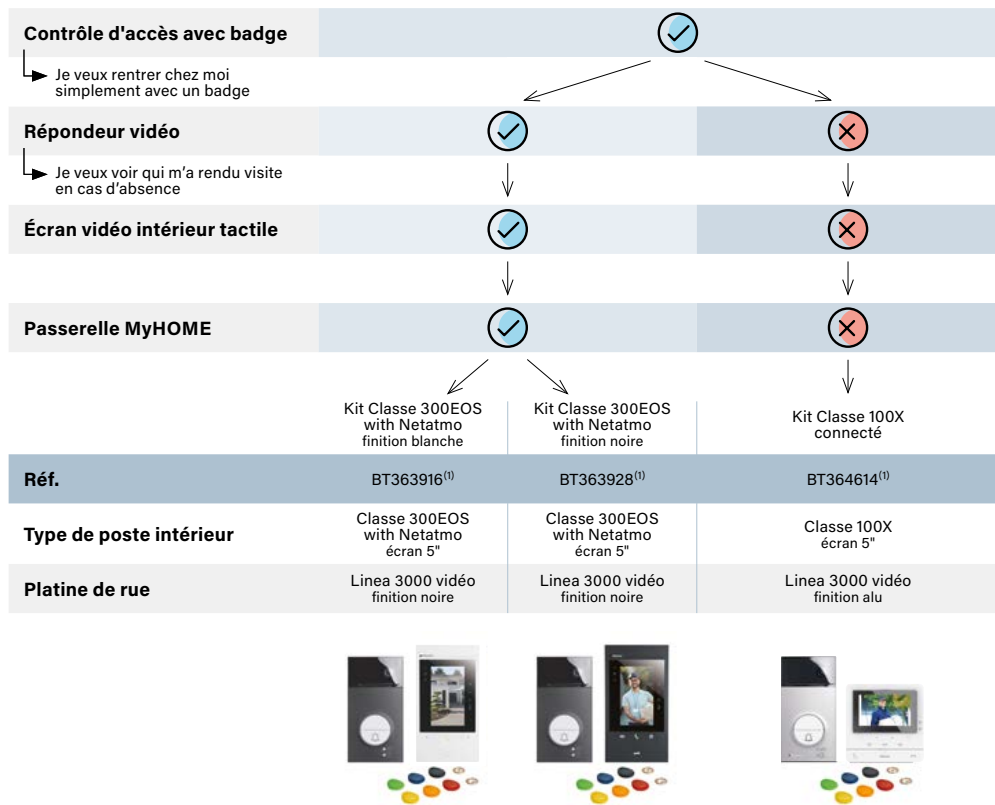 Contrôle d'accès avec badge
Je veux rentrer chez moi
simplement avec un badge
Répondeur vidéo
Je veux voir qui m’a rendu visite
en cas d’absence
Écran vidéo intérieur tactile
Passerelle MyHOME
Kit Classe 300EOS
with Netatmo
finition blanche
Kit Classe 300EOS
with Netatmo
finition noire
Kit Classe 100X
connecté
Réf.
BT363916(1)
BT363928(1)
BT364614(1)
Type de poste intérieur
Classe 300EOS
with Netatmo
écran 5"
Classe 300EOS
with Netatmo
écran 5"
Classe 100X
écran 5"
Platine de rue
Linea 3000 vidéo
finition noire
Linea 3000 vidéo
finition noire
Linea 3000 vidéo
finition alu